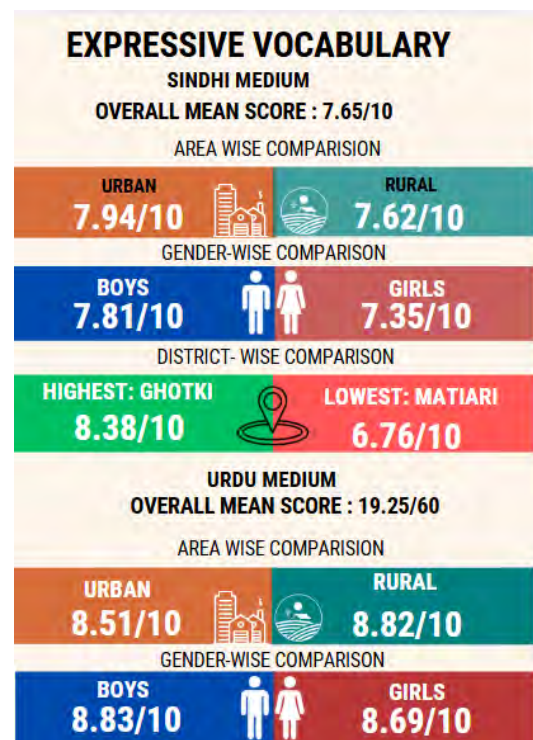 EXPRESSIVE VOCABULARY
SINDHI MEDIUM
OVERALL MEAN SCORE : 7.65/10
AREA WISE COMPARISION
URBAN
7.94/10
RURAL
7.62/10
GENDER-WISE COMPARISON
BOYS
7.81/10
GIRLS
7.35/10
DISTRICT- WISE COMPARISON
HIGHEST: GHOTKI
8.38/10
LOWEST: MATIARI
6.76/10
URDU MEDIUM
OVERALL MEAN SCORE : 19.25/60
AREA WISE COMPARISION
URBAN
8.51/10
RURAL
8.82/10
GENDER-WISE COMPARISON
BOYS
8.83/10
GIRLS
8.69/10